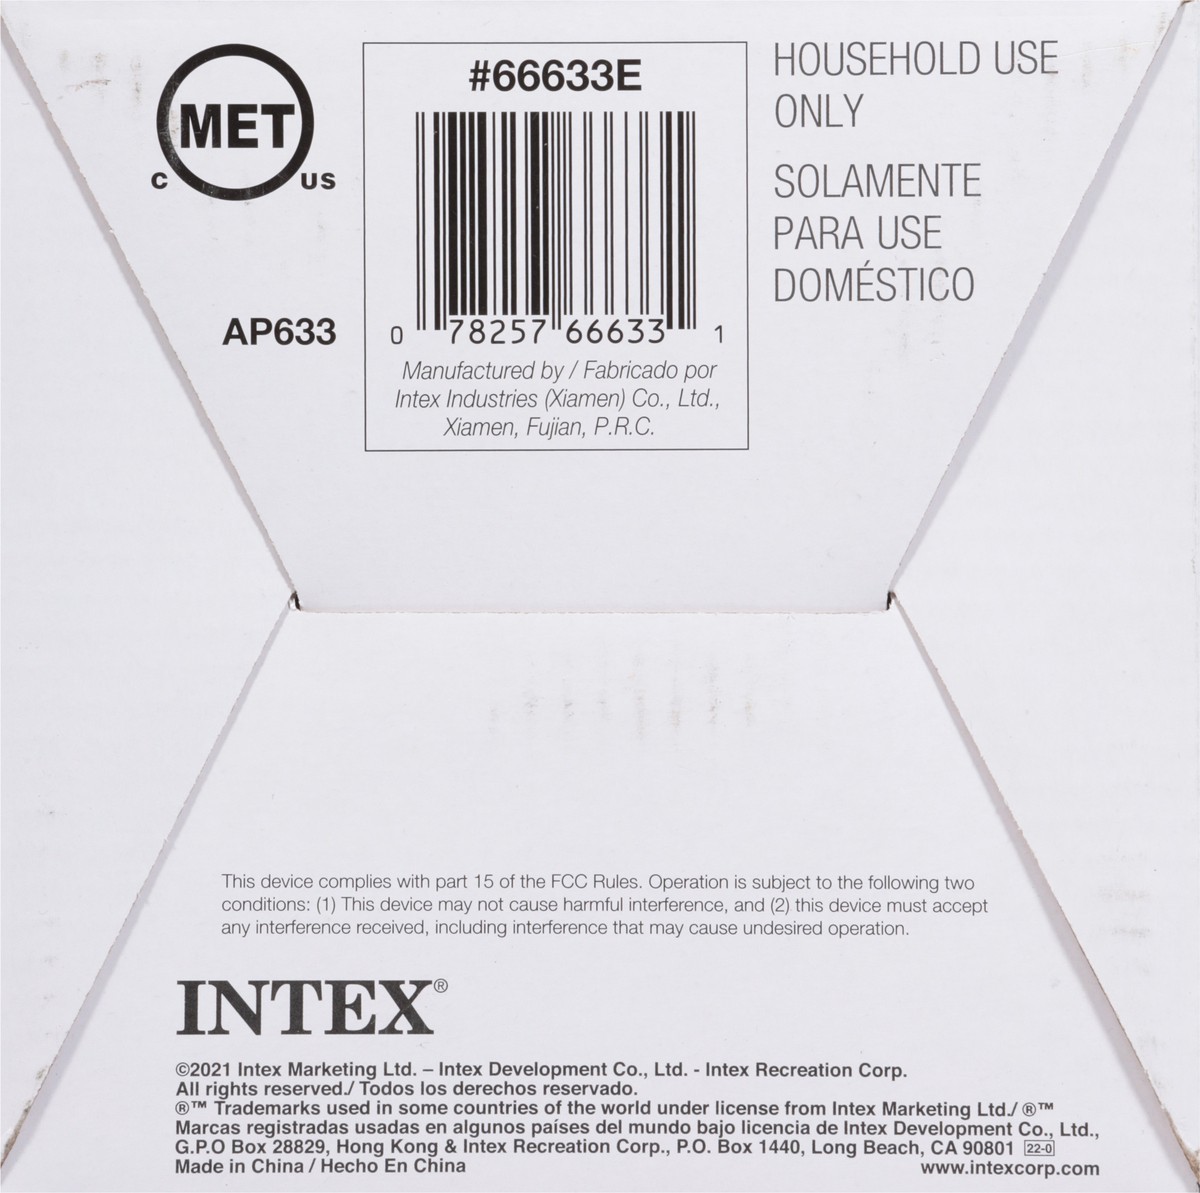 MET
C US
AP633
#66633E
0 78257 66633 1
Manufactured by / Fabricado por
Intex Industries (Xiamen) Co., Ltd.,
Xiamen, Fujian, P.R.C.
HOUSEHOLD USE
ONLY
SOLAMENTE
PARA USE
DOMÉSTICO
This device complies with part 15 of the FCC Rules. Operation is subject to the following two
conditions: (1) This device may not cause harmful interference, and (2) this device must accept
any interference received, including interference that may cause undesired operation.
INTEX®
©2021 Intex Marketing Ltd. – Intex Development Co., Ltd. - Intex Recreation Corp.
All rights reserved./ Todos los derechos reservado.
®™ Trademarks used in some countries of the world under license from Intex Marketing Ltd./ ®™
Marcas registradas usadas en algunos países del mundo bajo licencia de Intex Development Co., Ltd.,
G.P.O Box 28829, Hong Kong & Intex Recreation Corp., P.O. Box 1440, Long Beach, CA 90801 22-0
Made in China / Hecho En China www.intexcorp.com